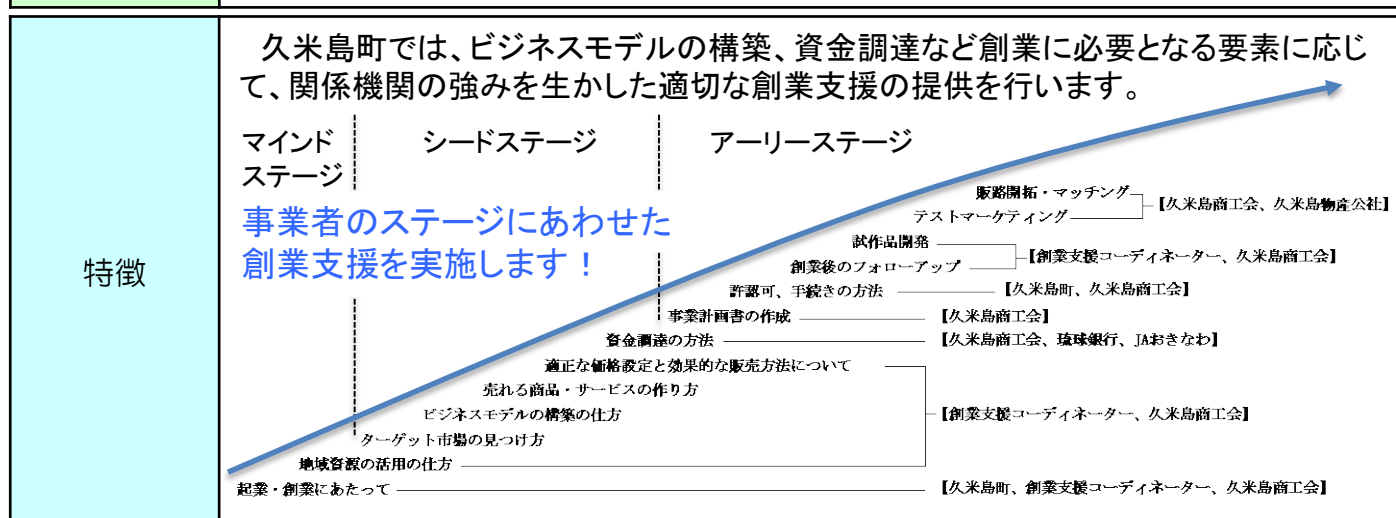 特徴
久米島町では、ビジネスモデルの構築、資金調達など創業に必要となる要素に応じ
て、関係機関の強みを生かした適切な創業支援の提供を行います。
マインド
ステージ
シードステージ
アーリーステージ
事業者のステージにあわせた
創業支援を実施します！
販路開拓・マッチング
テストマーケティング
【久米島商工会、久米島物産公社】
試作品開発
創業後のフォローアップ
【創業支援コーディネーター、久米島商工会】
許認可、手続きの方法
【久米島町、久米島商工会】
事業計画書の作成
【久米島商工会】
資金調達の方法
【久米島商工会、琉球銀行、JAおきなわ】
適正な価格設定と効果的な販売方法について
売れる商品・サービスの作り方
ビジネスモデルの構築の仕方
ターゲット市場の見つけ方
地域資源の活用の仕方
【創業支援コーディネーター、久米島商工会】
起業・創業にあたって
【久米島町、創業支援コーディネーター、久米島商工会】